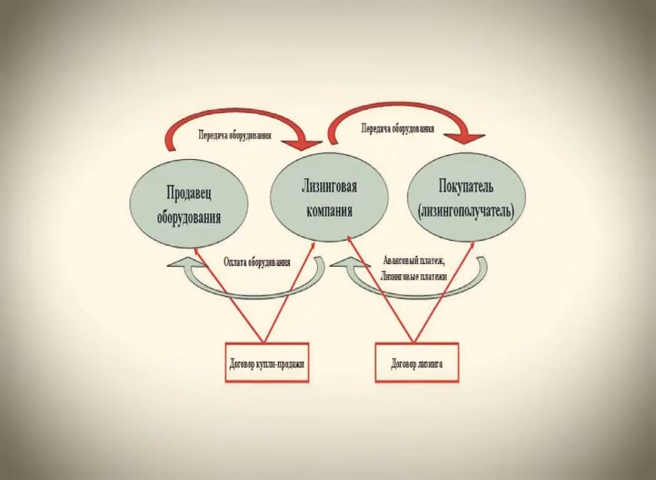 Передача оборудования
Передача оборудования
Продавец
оборудования
Лизинговая
компания
Покупатель
(лизингополучатель)
Оплата оборудования
Авансовый платеж,
Лизинговые платежи
Договор купли-продажи
Договор лизинга